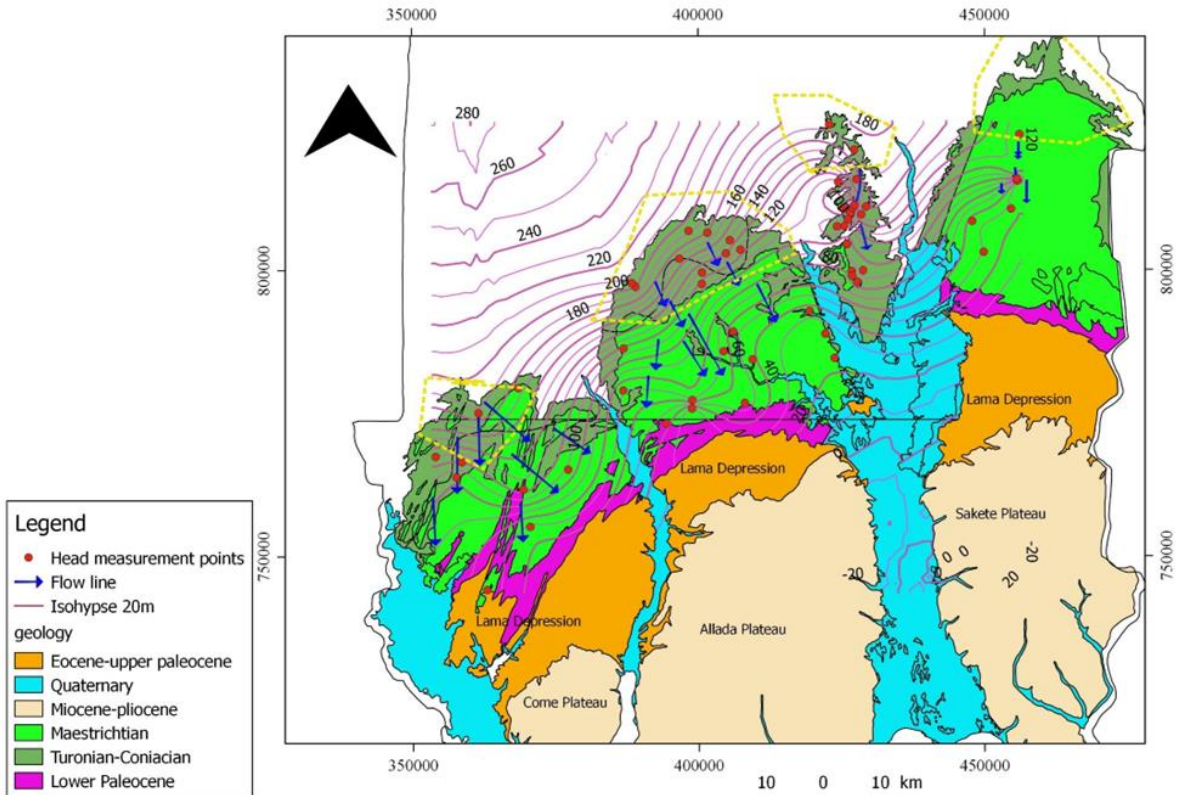 350000 400000 450000
280
260
240
220
200
180
160
140
120
180
120
80
60
40
20
0
800000 800000
750000 750000
Lama Depression
Lama Depression
Lama Depression
Sakete Plateau
Allada Plateau
Come Plateau
-20
0
0
-20
20
Legend
Head measurement points
Flow line
Isohypse 20m
geology
Eocene-upper paleocene
Quaternary
Miocene-pliocene
Maestrichtian
Turonian-Coniacian
Lower Paleocene
350000 400000 450000
10 0 10 km